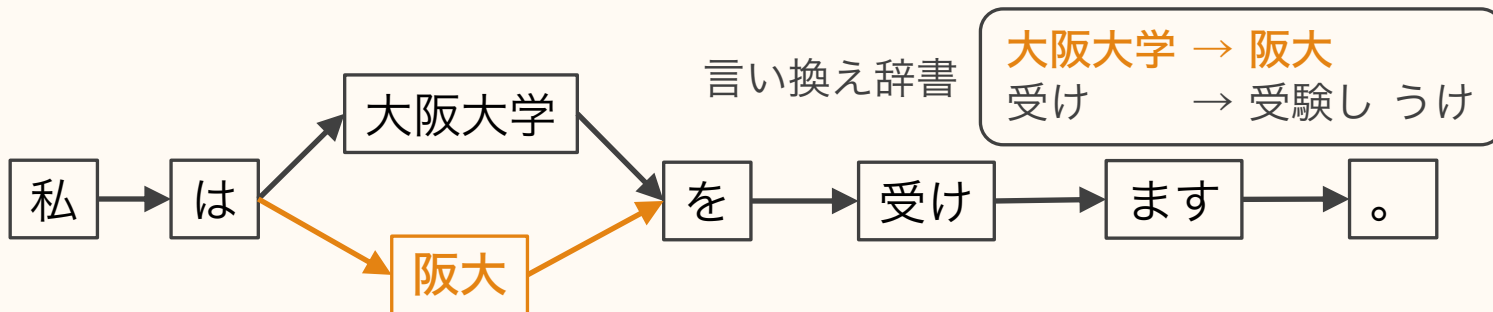 言い換え辞書
大阪大学 → 阪大
受け → 受験し うけ
大阪大学
私 は を 受け ます 。
阪大